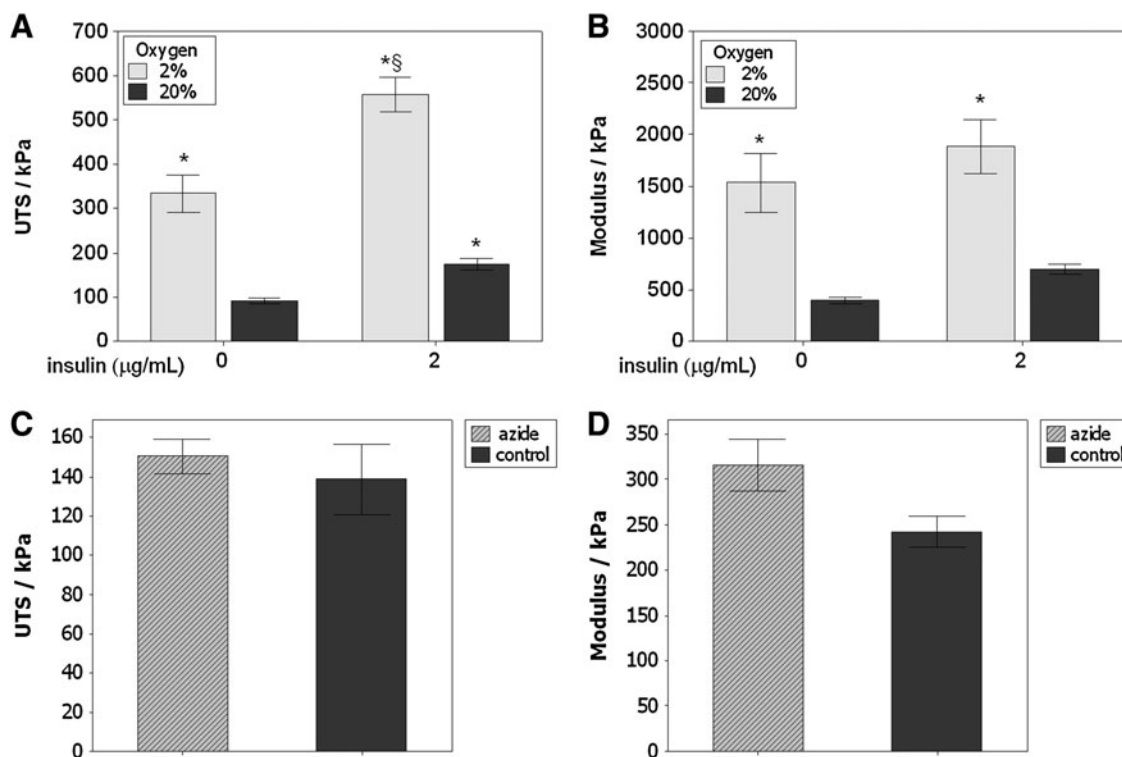 A
700
600
500
400
300
200
100
0
UTS / kPa
Oxygen
2%
20%
*
*§
*
insulin (µg/mL)
0
2
B
3000
2500
2000
1500
1000
500
0
Modulus / kPa
Oxygen
2%
20%
*
*
insulin (µg/mL)
0
2
C
160
140
120
100
80
60
40
20
0
UTS / kPa
azide
control
D
350
300
250
200
150
100
50
0
Modulus / kPa
azide
control